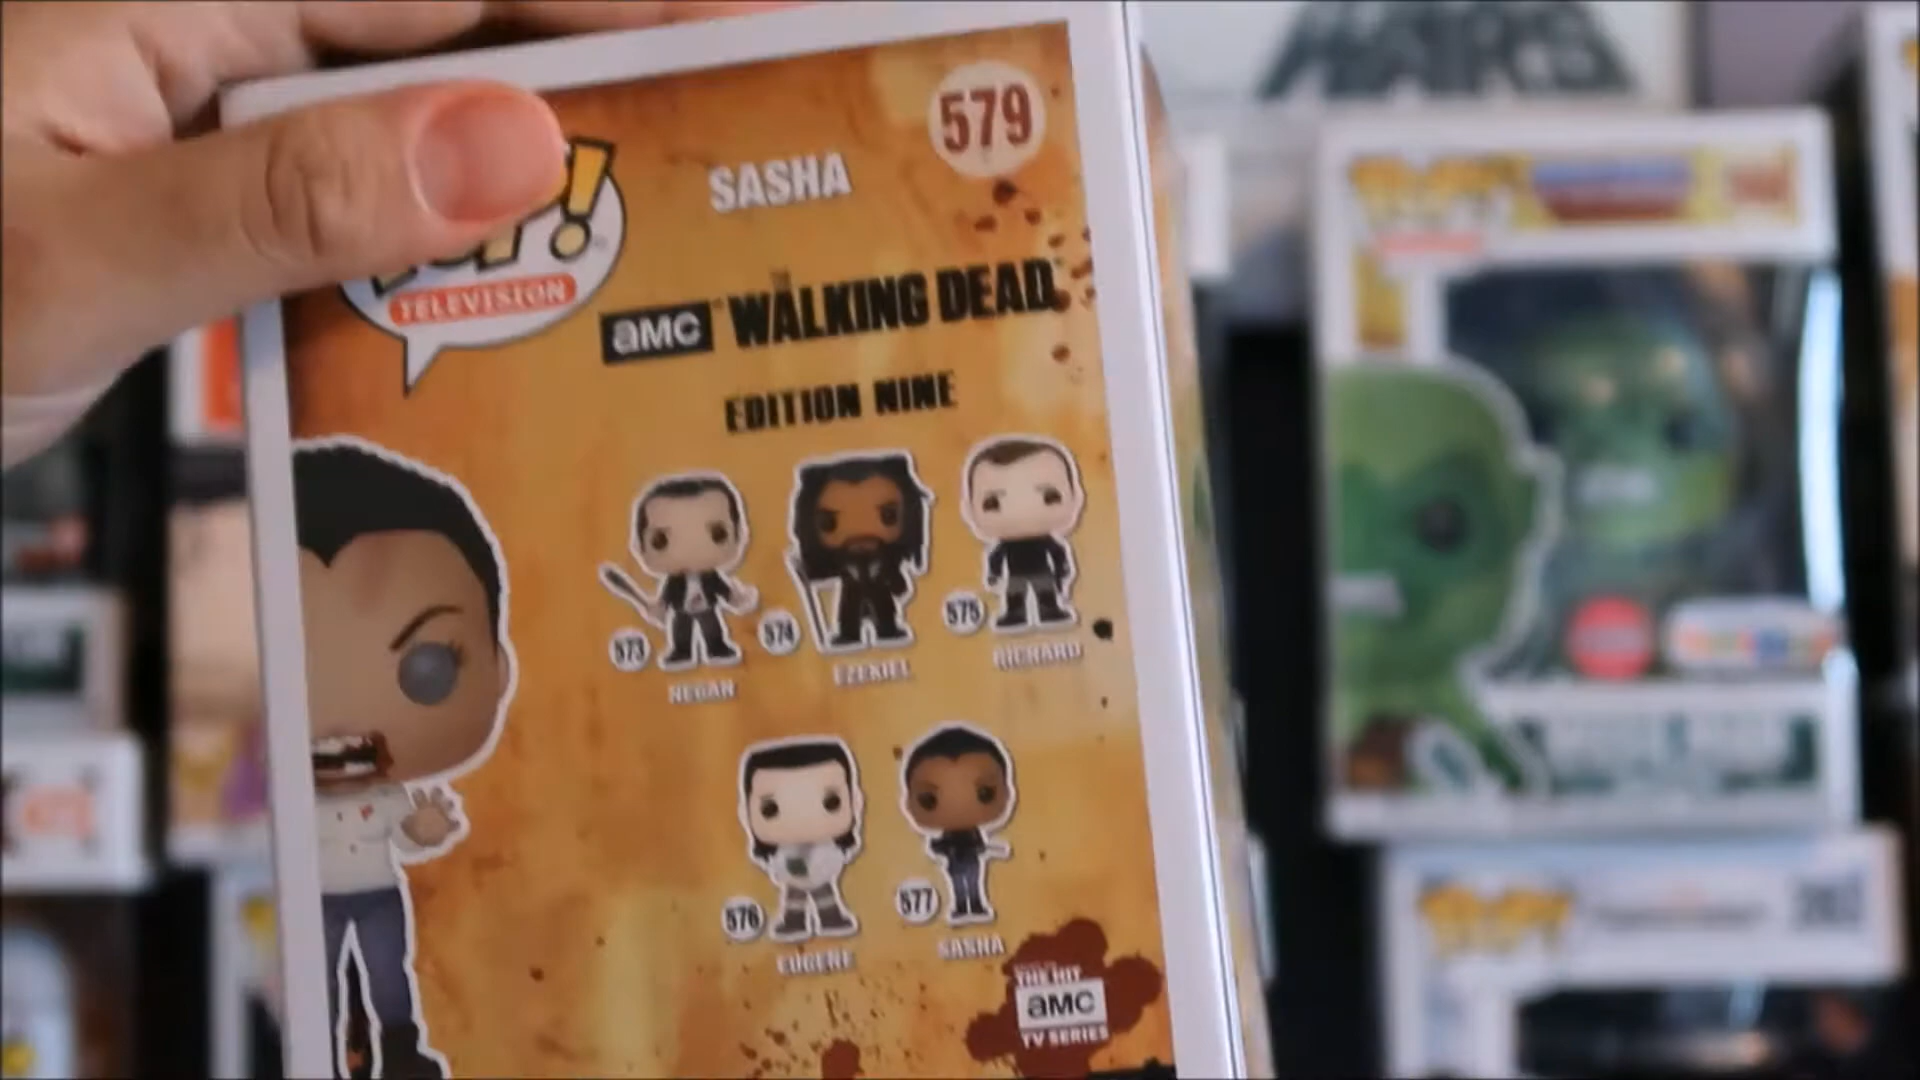 579
SASHA
TELEVISION
AMC THE WALKING DEAD
EDITION NINE
573
NEGAN
574
EZEKIEL
575
RICHARD
576
EUGENE
577
SASHA
THE HIT
AMC
TV SERIES